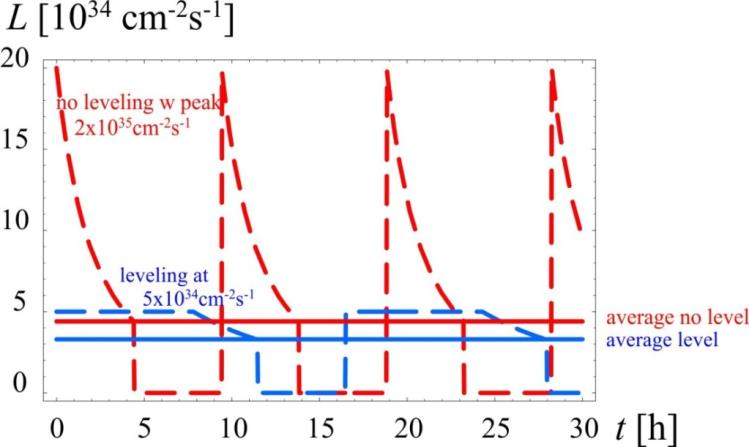 L [10³⁴ cm⁻²s⁻¹]
20
15
10
5
0
no leveling w peak
2x10³⁵cm⁻²s⁻¹
leveling at
5x10³⁴cm⁻²s⁻¹
average no level
average level
0 5 10 15 20 25 30 t [h]